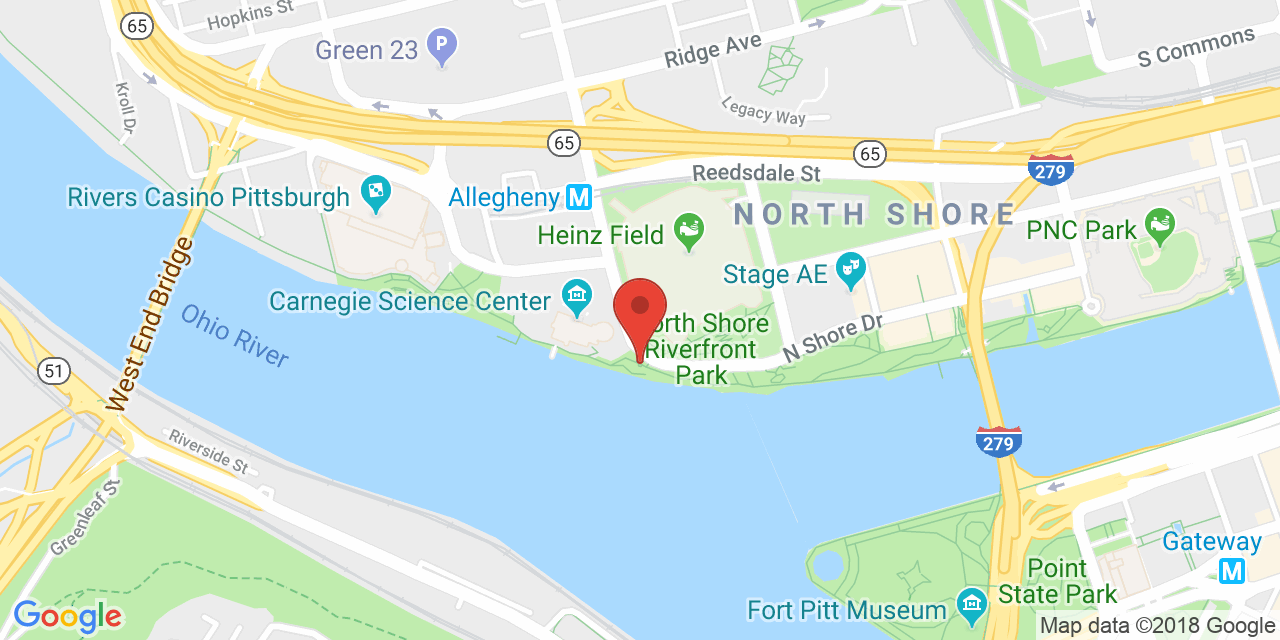 Hopkins St
65
Green 23
P
Ridge Ave
S Commons
Kroll Dr
Legacy Way
65
65
279
Reedsdale St
Rivers Casino Pittsburgh
Allegheny M
NORTH SHORE
Heinz Field
PNC Park
Stage AE
Carnegie Science Center
West End Bridge
Ohio River
orth Shore
Riverfront
Park
N Shore Dr
51
Riverside St
279
Greenleaf St
Gateway
M
Point
State Park
Fort Pitt Museum
Google
Map data ©2018 Google